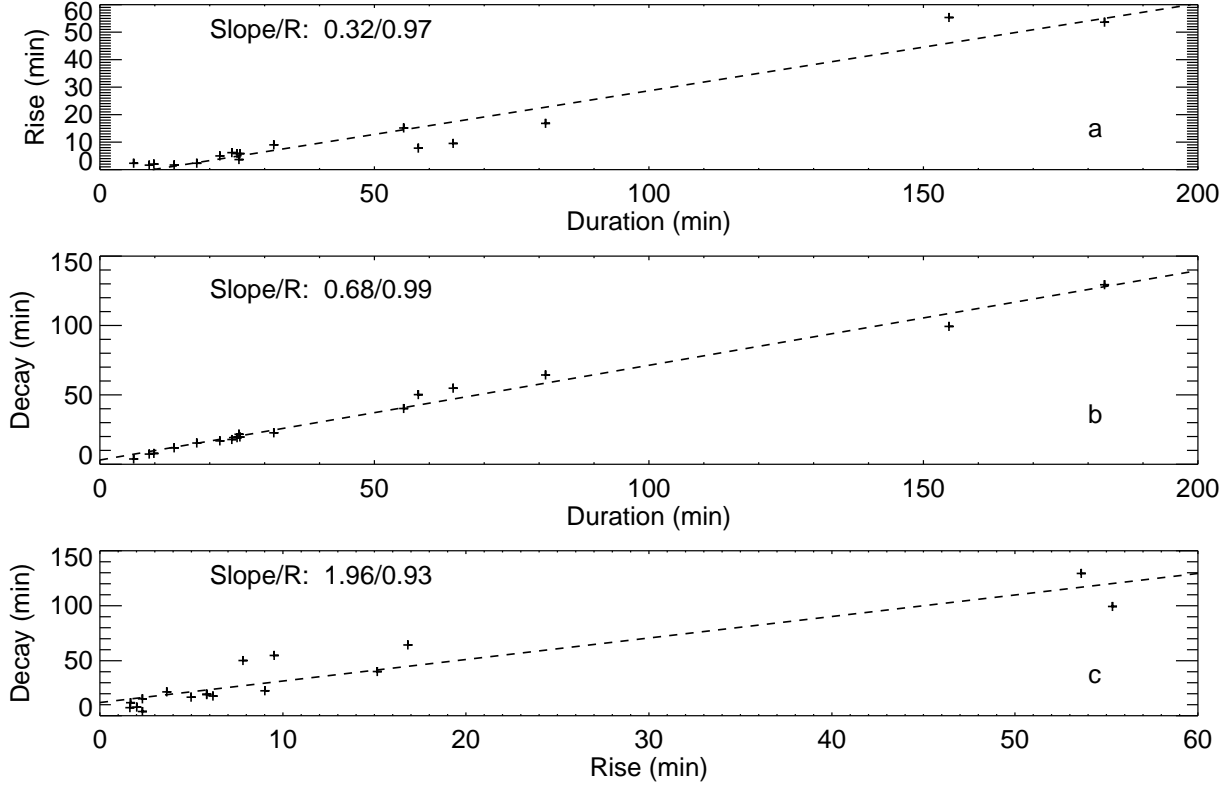 60
Slope/R: 0.32/0.97
50
40
30
20
10
0
Rise (min)
a
0 50 100 150 200
Duration (min)
150
Slope/R: 0.68/0.99
100
50
0
Decay (min)
b
0 50 100 150 200
Duration (min)
150
Slope/R: 1.96/0.93
100
50
0
Decay (min)
c
0 10 20 30 40 50 60
Rise (min)